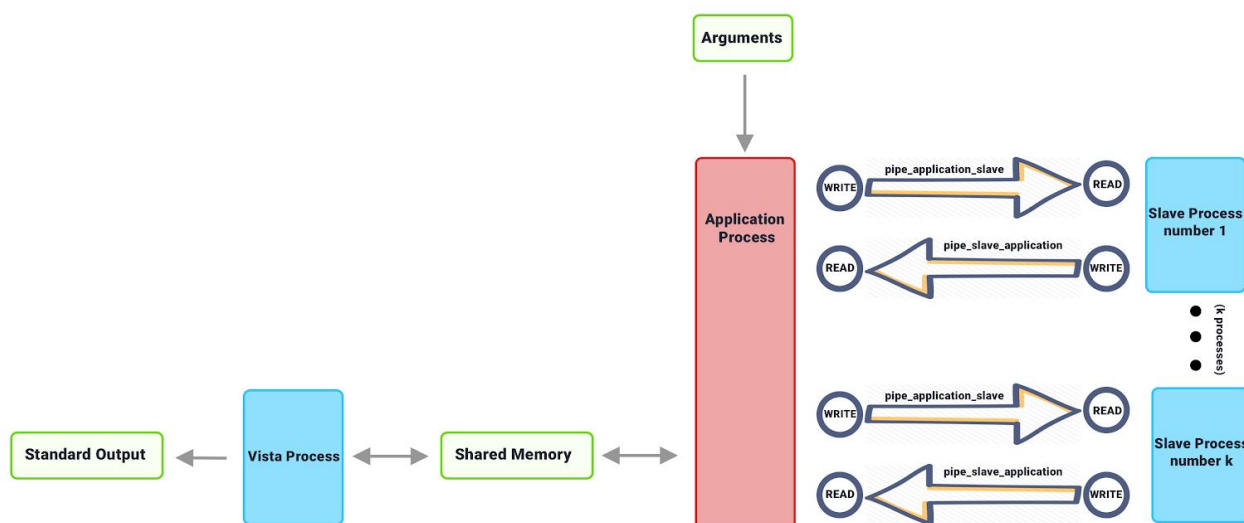 Arguments
pipe_application_slave
WRITE
READ
Application
Process
Slave Process
number 1
pipe_slave_application
READ
WRITE
(k processes)
pipe_application_slave
WRITE
READ
Standard Output
Vista Process
Shared Memory
Slave Process
number k
pipe_slave_application
READ
WRITE